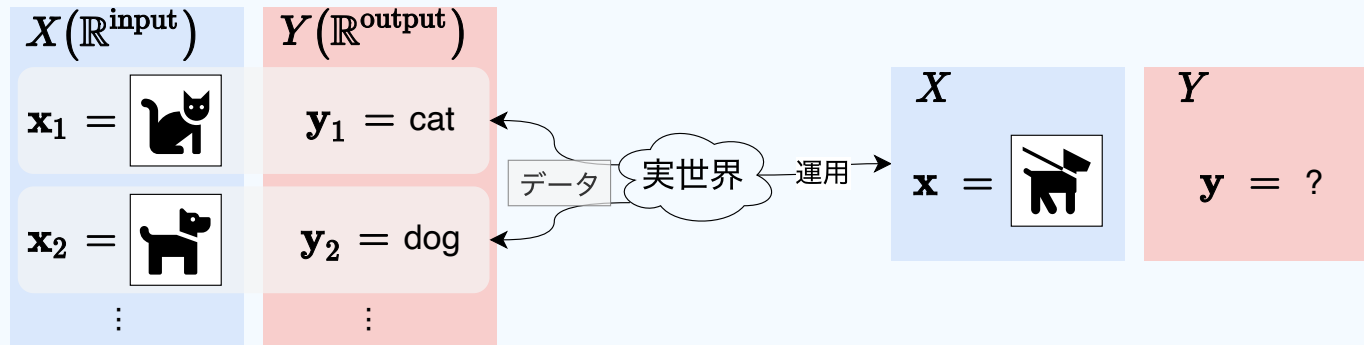 X(ℝ^input) Y(ℝ^output)
x₁ = y₁ = cat
x₂ = y₂ = dog
⋮ ⋮
データ
実世界
運用
X Y
x = y = ?